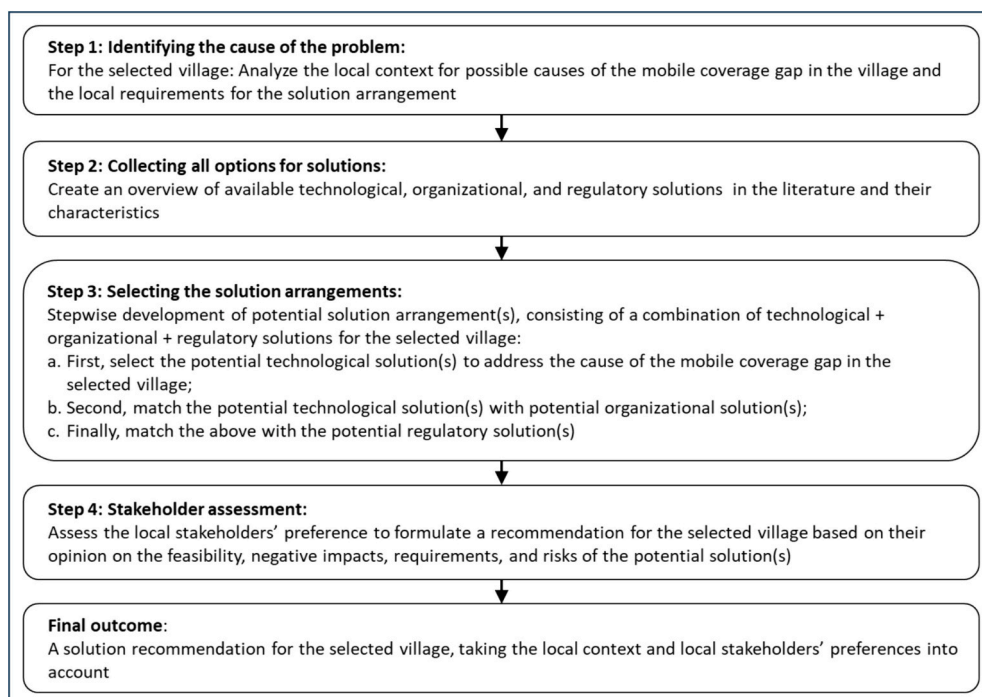 Step 1: Identifying the cause of the problem:
For the selected village: Analyze the local context for possible causes of the mobile coverage gap in the village and
the local requirements for the solution arrangement
Step 2: Collecting all options for solutions:
Create an overview of available technological, organizational, and regulatory solutions in the literature and their
characteristics
Step 3: Selecting the solution arrangements:
Stepwise development of potential solution arrangement(s), consisting of a combination of technological +
organizational + regulatory solutions for the selected village:
a. First, select the potential technological solution(s) to address the cause of the mobile coverage gap in the
selected village;
b. Second, match the potential technological solution(s) with potential organizational solution(s);
c. Finally, match the above with the potential regulatory solution(s)
Step 4: Stakeholder assessment:
Assess the local stakeholders’ preference to formulate a recommendation for the selected village based on their
opinion on the feasibility, negative impacts, requirements, and risks of the potential solution(s)
Final outcome:
A solution recommendation for the selected village, taking the local context and local stakeholders’ preferences into
account